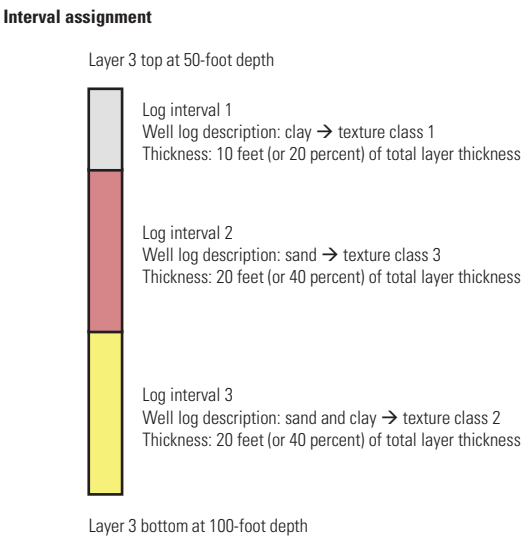 Interval assignment
Layer 3 top at 50-foot depth
Log interval 1
Well log description: clay → texture class 1
Thickness: 10 feet (or 20 percent) of total layer thickness
Log interval 2
Well log description: sand → texture class 3
Thickness: 20 feet (or 40 percent) of total layer thickness
Log interval 3
Well log description: sand and clay → texture class 2
Thickness: 20 feet (or 40 percent) of total layer thickness
Layer 3 bottom at 100-foot depth